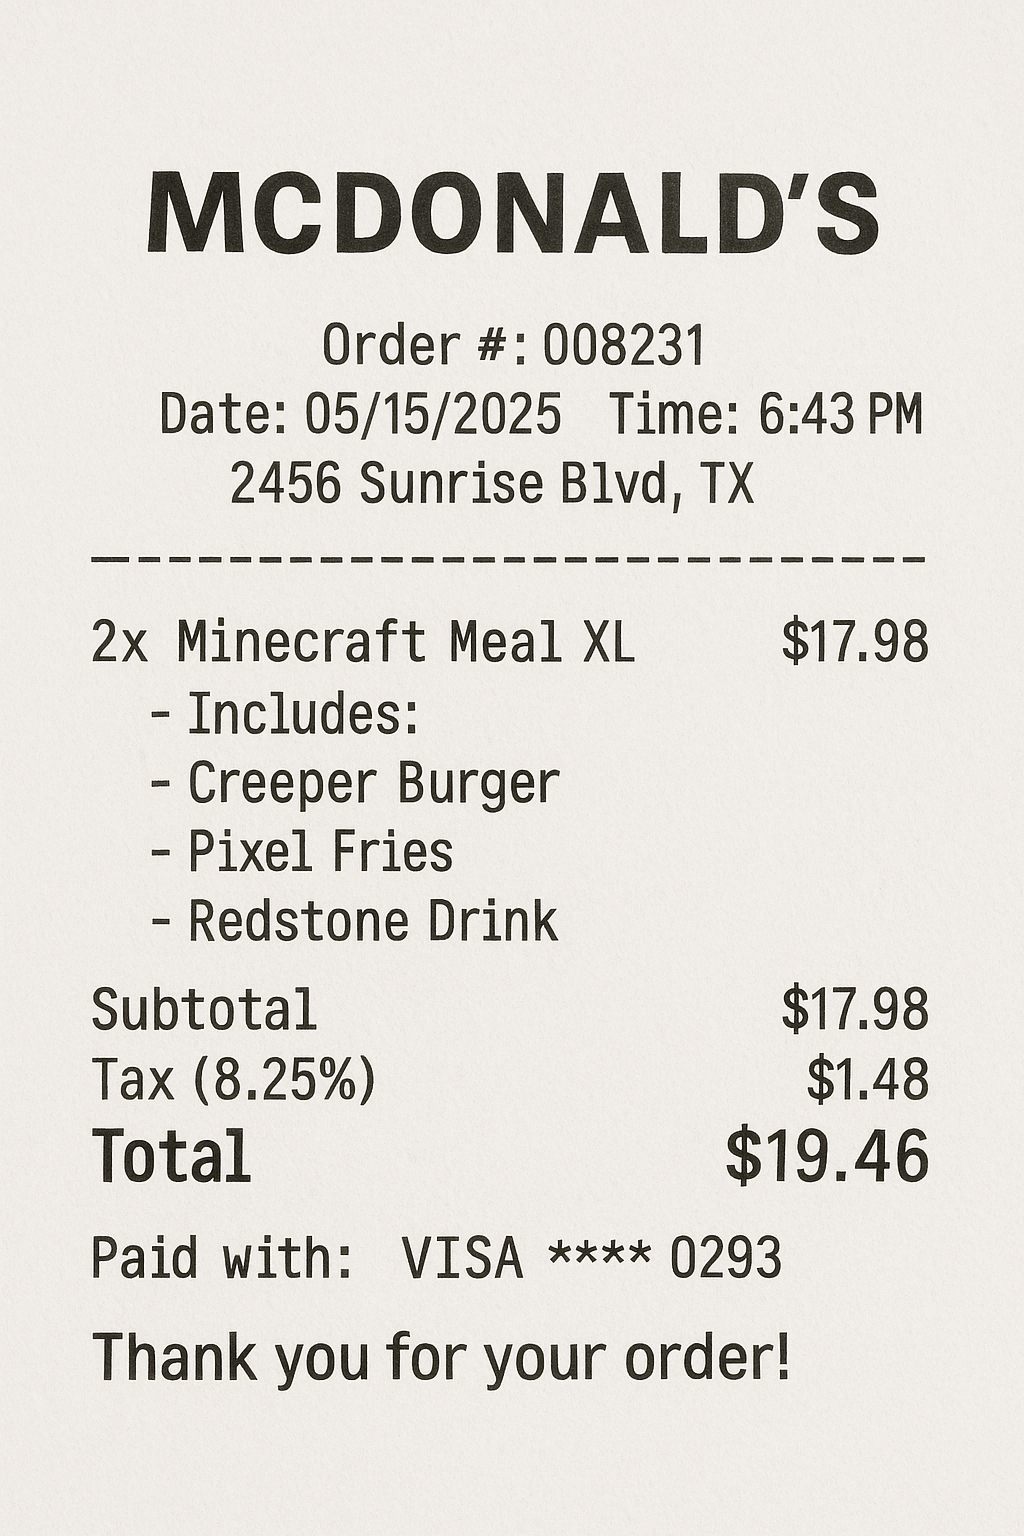 MCDONALD'S
Order #: 008231
Date: 05/15/2025 Time: 6:43 PM
2456 Sunrise Blvd, TX
----------------------------
2x Minecraft Meal XL $17.98
- Includes:
- Creeper Burger
- Pixel Fries
- Redstone Drink
Subtotal $17.98
Tax (8.25%) $1.48
Total $19.46
Paid with: VISA **** 0293
Thank you for your order!